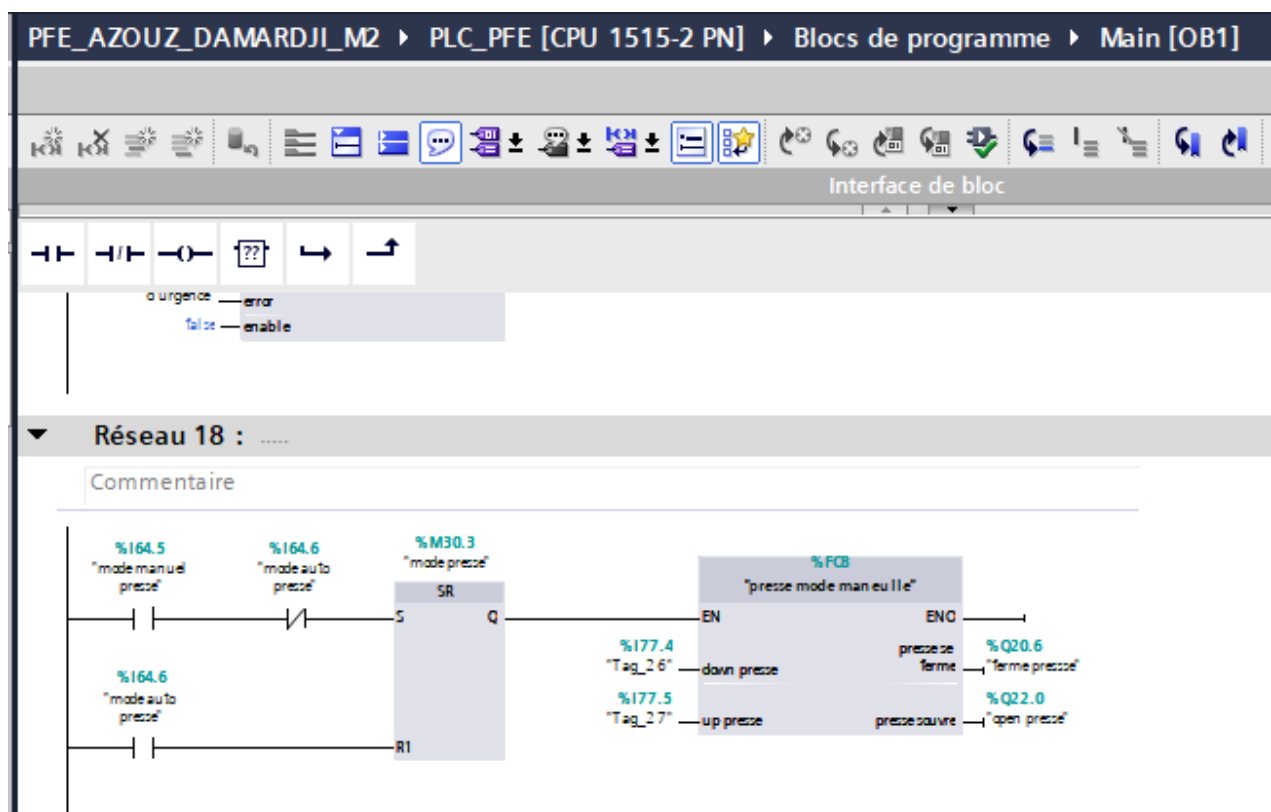 PFE_AZOUZ_DAMARDJI_M2 ▸ PLC_PFE [CPU 1515-2 PN] ▸ Blocs de programme ▸ Main [OB1]
Interface de bloc
??
d'urgence
error
false
enable
Réseau 18 : .....
Commentaire
%I64.5
"mode manuel
presse"
%I64.6
"mode auto
presse"
%M30.3
"mode presse"
SR
S
Q
%I64.6
"mode auto
presse"
R1
"presse mode maneuille"
EN
ENO
%I77.4
"Tag_26"
down presse
presse se
ferme
%Q20.6
"ferme pressse"
%I77.5
"Tag_27"
up presse
presse souvre
%Q22.0
"open presse"